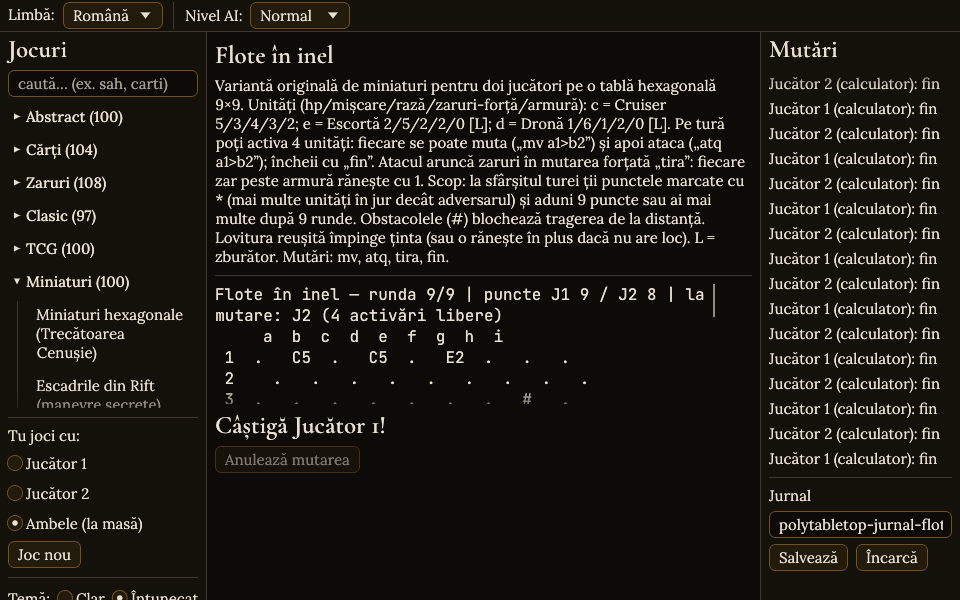 Limbă: Română ▼ Nivel AI: Normal ▼
Jocuri
caută... (ex. sah, carti)
▸ Abstract (100)
▸ Cărți (104)
▸ Zaruri (108)
▸ Clasic (97)
▸ TCG (100)
▾ Miniaturi (100)
Miniaturi hexagonale
(Trecătoarea
Cenușie)
Escadrile din Rift
(manevre secrete)
Tu joci cu:
Jucător 1
Jucător 2
Ambele (la masă)
Joc nou
Temă: Clar Întunecat
Flote în inel
Variantă originală de miniaturi pentru doi jucători pe o tablă hexagonală
9×9. Unități (hp/mișcare/rază/zaruri-forță/armură): c = Cruiser
5/3/4/3/2; e = Escortă 2/5/2/2/0 [L]; d = Dronă 1/6/1/2/0 [L]. Pe tură
poți activa 4 unități: fiecare se poate muta („mv a1>b2”) și apoi ataca („atq
a1>b2”); închei cu „fin”. Atacul aruncă zaruri în mutarea forțată „tira”: fiecare
zar peste armură rănește cu 1. Scop: la sfârșitul turei ții punctele marcate cu
* (mai multe unități în jur decât adversarul) și aduni 9 puncte sau ai mai
multe după 9 runde. Obstacolele (#) blochează tragerea de la distanță.
Lovitura reușită împinge ținta (sau o rănește în plus dacă nu are loc). L =
zburător. Mutări: mv, atq, tira, fin.
Flote în inel — runda 9/9 | puncte J1 9 / J2 8 | la
mutare: J2 (4 activări libere)
a b c d e f g h i
1 . C5 . C5 . E2 . . .
2 . . . . . . . . .
3 . . . . . . . # .
Câștigă Jucător 1!
Anulează mutarea
Mutări
Jucător 2 (calculator): fin
Jucător 1 (calculator): fin
Jucător 2 (calculator): fin
Jucător 1 (calculator): fin
Jucător 2 (calculator): fin
Jucător 1 (calculator): fin
Jucător 2 (calculator): fin
Jucător 1 (calculator): fin
Jucător 2 (calculator): fin
Jucător 1 (calculator): fin
Jucător 2 (calculator): fin
Jucător 1 (calculator): fin
Jucător 2 (calculator): fin
Jucător 1 (calculator): fin
Jucător 2 (calculator): fin
Jucător 1 (calculator): fin
Jurnal
polytabletop-jurnal-flot
Salvează Încarcă